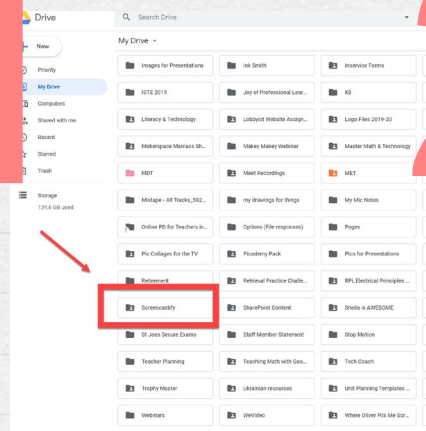 Drive
Search Drive
New
My Drive
Priority
My Drive
Computers
Shared with me
Recent
Starred
Trash
Storage
124.6 GB used
Images for Presentations
Ink Smith
Inservice Forms
ISTE 2019
Joy of Professional Lear...
K8
Literacy & Technology
Lobbyist Website Assign...
Logo Files 2019-20
Makerspace Maniacs Sh...
Makey Makey Webinar
Master Math & Technology
MDT
Meet Recordings
MET
Mixtape - All Tracks_592...
my drawings for things
My Mic Notes
Online PD for Teachers in...
Options (File responses)
Pages
Pic Collages for the TV
Picademy Pack
Pics for Presentations
Retirement
Retrieval Practice Challe...
RPi_Electrical Principles ...
Screencastify
SharePoint Content
Sheila is AWESOME
St Joes Secure Exams
Staff Member Statement
Stop Motion
Teacher Planning
Teaching Math with Goo...
Tech Coach
Trophy Master
Ukrainian resources
Unit Planning Templates ...
Webinars
WeVideo
Where Oliver Fits Me Scr...